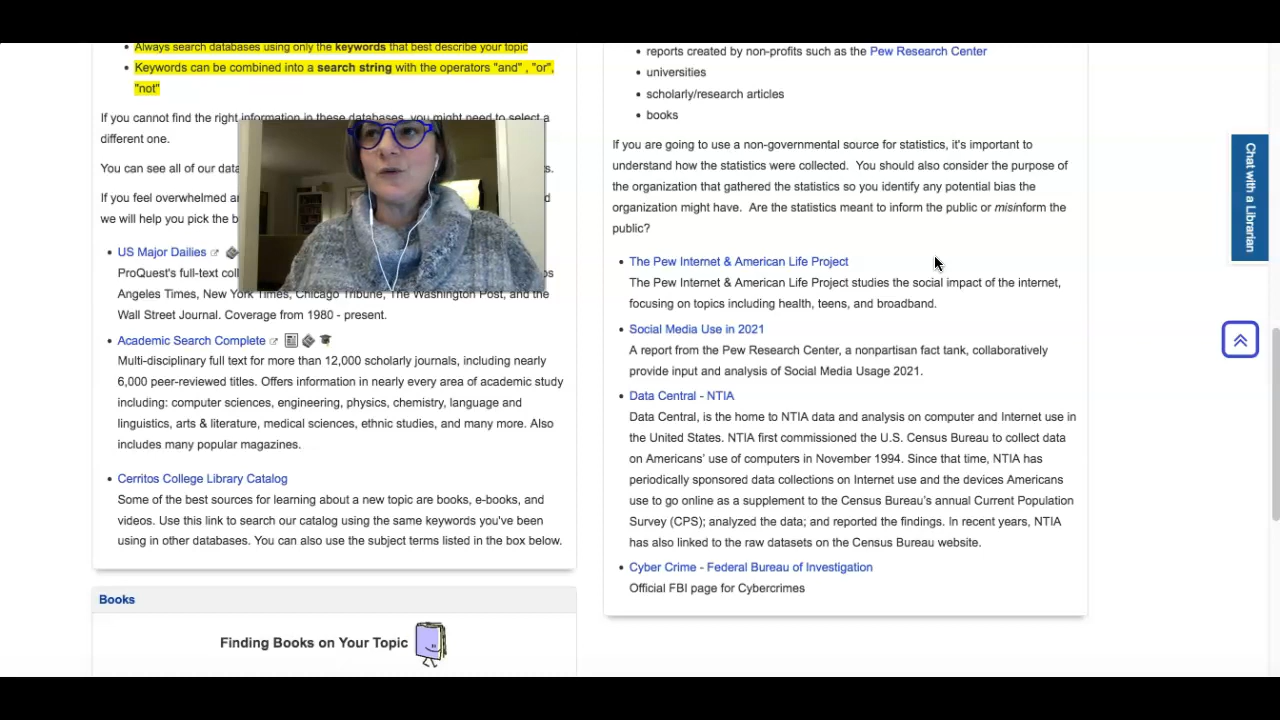 Always search databases using only the keywords that best describe your topic
Keywords can be combined into a search string with the operators "and" , "or",
"not"
If you cannot find the right information in these databases, you might need to select a
different one.
You can see all of our data
s.
If you feel overwhelmed a
d
we will help you pick the b
US Major Dailies
ProQuest's full-text coll
os
Angeles Times, New York Times, Chicago Tribune, The Washington Post, and the
Wall Street Journal. Coverage from 1980 - present.
Academic Search Complete
Multi-disciplinary full text for more than 12,000 scholarly journals, including nearly
6,000 peer-reviewed titles. Offers information in nearly every area of academic study
including: computer sciences, engineering, physics, chemistry, language and
linguistics, arts & literature, medical sciences, ethnic studies, and many more. Also
includes many popular magazines.
Cerritos College Library Catalog
Some of the best sources for learning about a new topic are books, e-books, and
videos. Use this link to search our catalog using the same keywords you've been
using in other databases. You can also use the subject terms listed in the box below.
Books
Finding Books on Your Topic
reports created by non-profits such as the Pew Research Center
universities
scholarly/research articles
books
If you are going to use a non-governmental source for statistics, it's important to
understand how the statistics were collected. You should also consider the purpose of
the organization that gathered the statistics so you identify any potential bias the
organization might have. Are the statistics meant to inform the public or misinform the
public?
The Pew Internet & American Life Project
The Pew Internet & American Life Project studies the social impact of the internet,
focusing on topics including health, teens, and broadband.
Social Media Use in 2021
A report from the Pew Research Center, a nonpartisan fact tank, collaboratively
provide input and analysis of Social Media Usage 2021.
Data Central - NTIA
Data Central, is the home to NTIA data and analysis on computer and Internet use in
the United States. NTIA first commissioned the U.S. Census Bureau to collect data
on Americans' use of computers in November 1994. Since that time, NTIA has
periodically sponsored data collections on Internet use and the devices Americans
use to go online as a supplement to the Census Bureau's annual Current Population
Survey (CPS); analyzed the data; and reported the findings. In recent years, NTIA
has also linked to the raw datasets on the Census Bureau website.
Cyber Crime - Federal Bureau of Investigation
Official FBI page for Cybercrimes
Chat with a Librarian